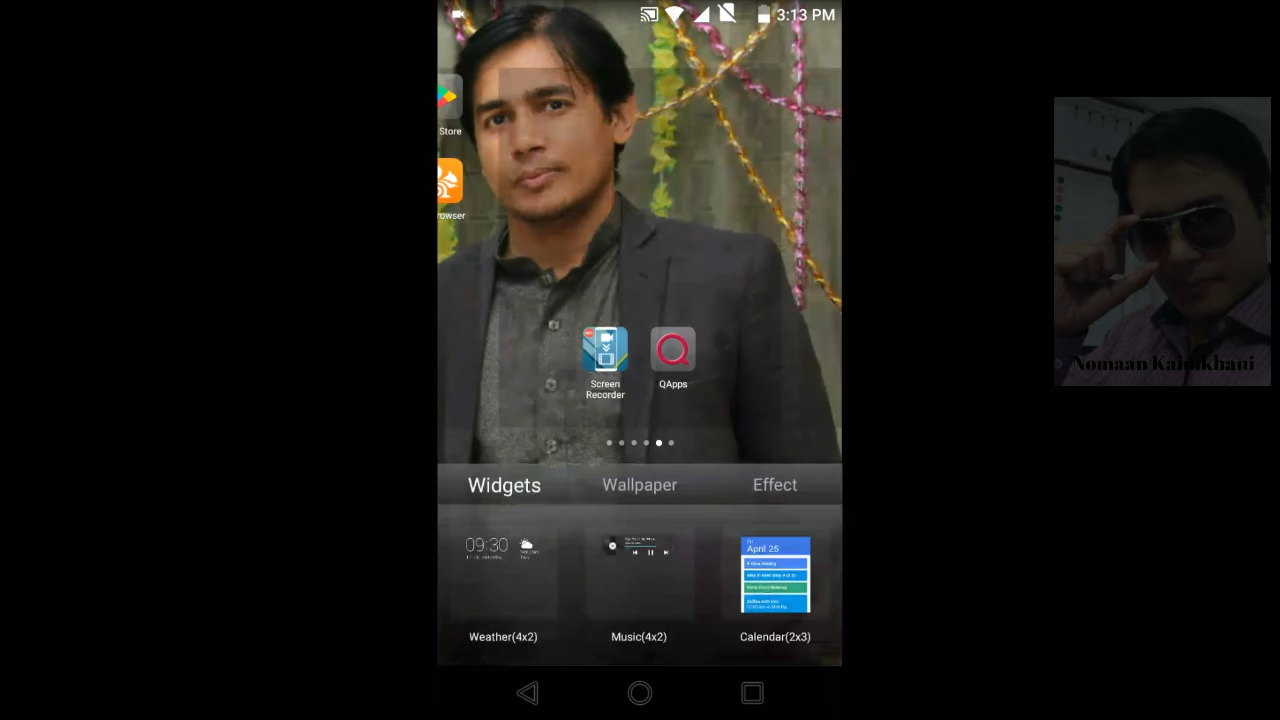 3:13 PM
Store
rowser
Screen
Recorder
QApps
Widgets
Wallpaper
Effect
09:30
April 25
Weather(4x2)
Music(4x2)
Calendar(2x3)
Nomaan Kaimkhani